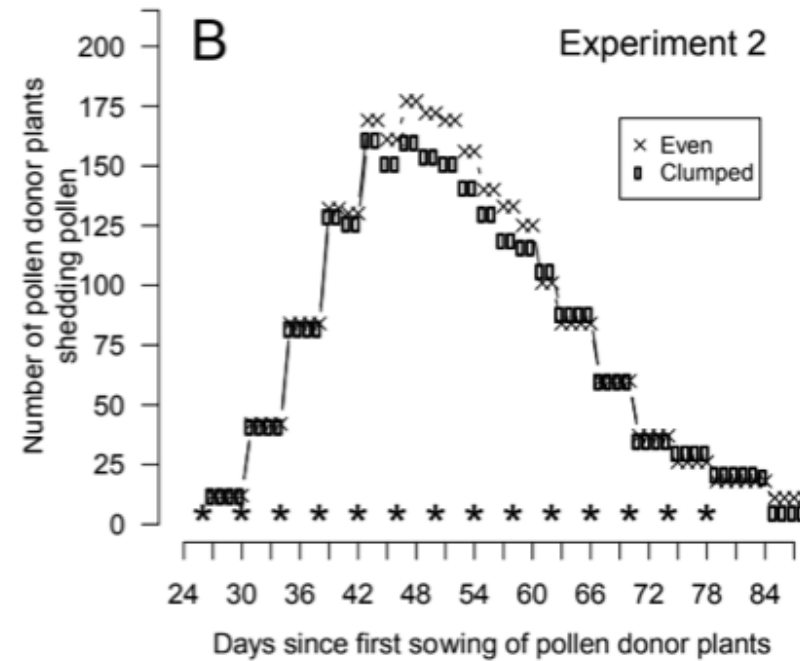 B
Experiment 2
Even
Clumped
Number of pollen donor plants
shedding pollen
200
175
150
125
100
75
50
25
0
* * * * * * * * * * * * * *
24 30 36 42 48 54 60 66 72 78 84
Days since first sowing of pollen donor plants